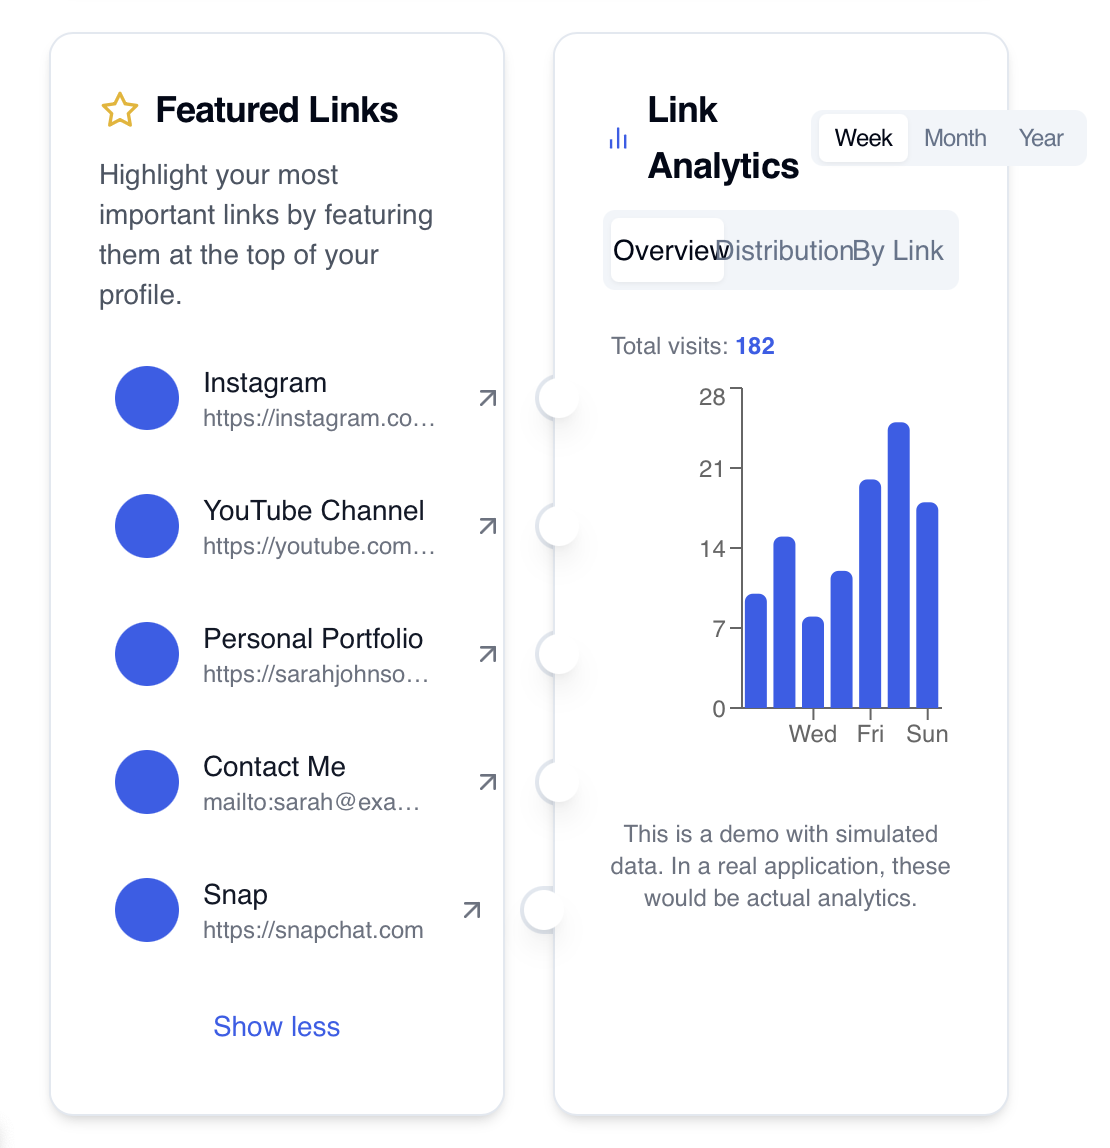 Featured Links
Highlight your most
important links by featuring
them at the top of your
profile.
Instagram
https://instagram.co…
YouTube Channel
https://youtube.com…
Personal Portfolio
https://sarahjohnso…
Contact Me
mailto:sarah@exa…
Snap
https://snapchat.com
Show less
Link
Analytics
Week Month Year
Overview Distribution By Link
Total visits: 182
28
21
14
7
0
Wed Fri Sun
This is a demo with simulated
data. In a real application, these
would be actual analytics.